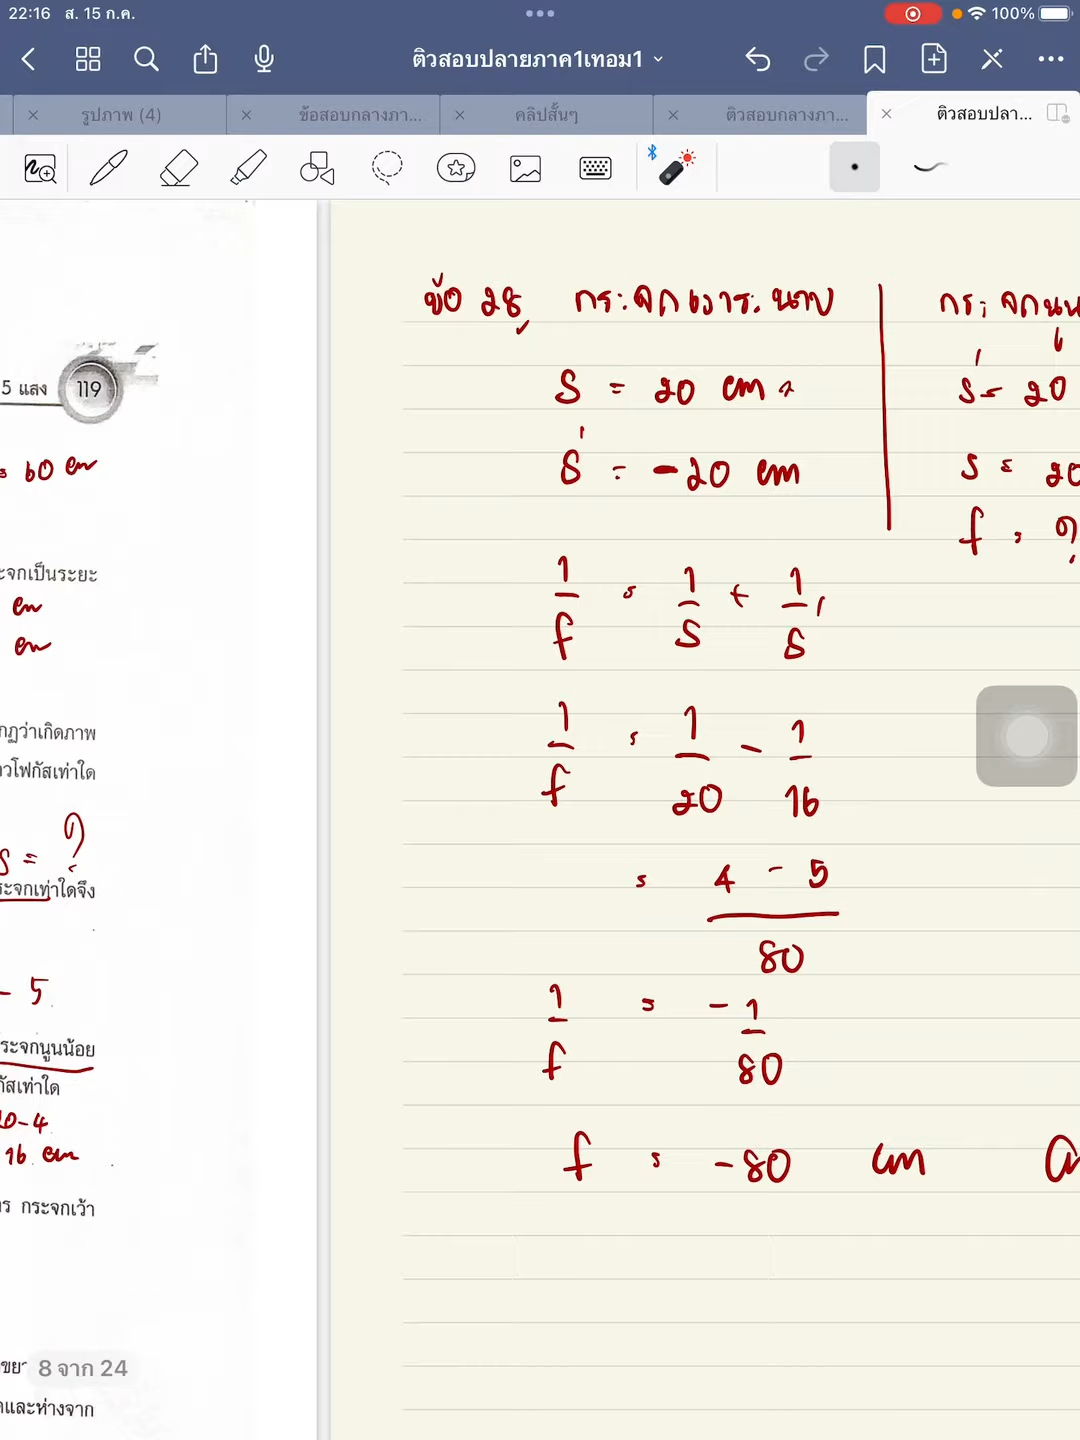 22:16 ส. 15 ก.ค.
100%
ติวสอบปลายภาค1เทอม1
รูปภาพ (4)
ข้อสอบกลางภา...
คลิปสั้นๆ
ติวสอบกลางภา...
ติวสอบปลา...
5 แสง 119
= 60 cm
ะจกเป็นระยะ
cm
cm
กฏว่าเกิดภาพ
วโฟกัสเท่าใด
s = ?
ระจกเท่าใดจึง
- 5
ระจกนูนน้อย
กัสเท่าใด
20-4
16 cm
ร กระจกเว้า
ขยา
8 จาก 24
และห่างจาก
ข้อ 28, กระจกเงาระนาบ
S = 20 cm
S' = -20 cm
1/f = 1/S + 1/S'
1/f = 1/20 - 1/16
= 4 - 5 / 80
1/f = - 1/80
f = -80 cm
กระจกนูน
S' = 20
S = 20
f = ?